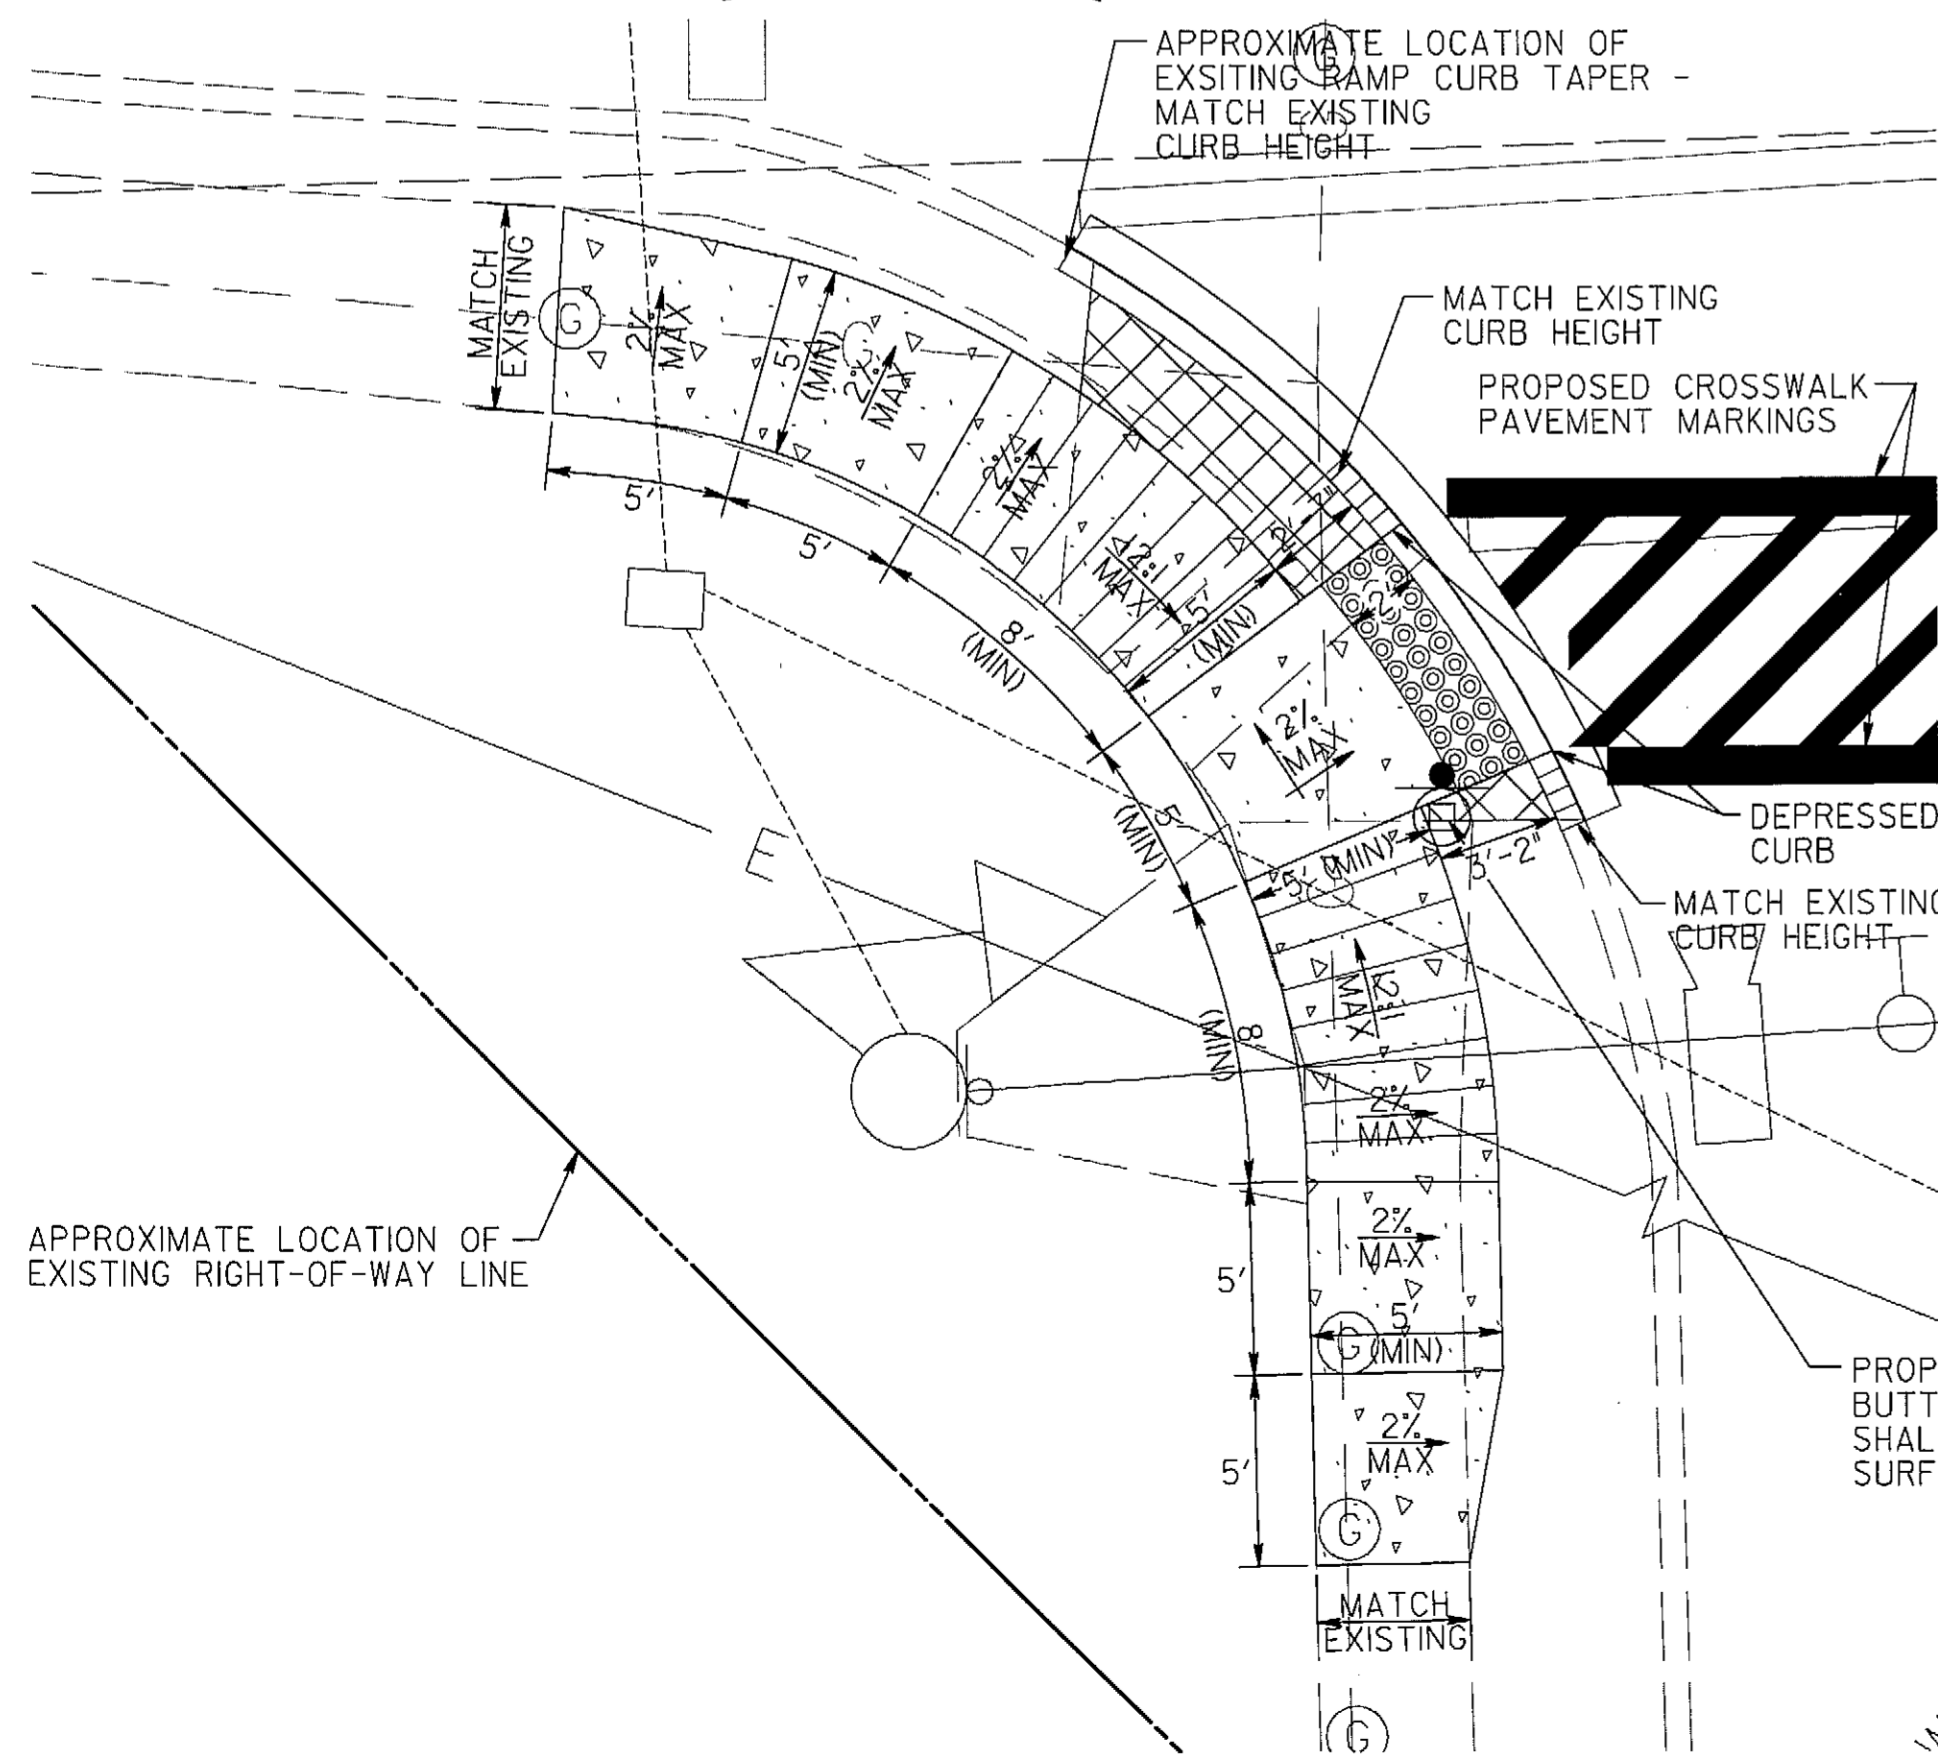 APPROXIMATE LOCATION OF
EXSITING RAMP CURB TAPER -
MATCH EXISTING
CURB HEIGHT
G
MATCH EXISTING
CURB HEIGHT
PROPOSED CROSSWALK
PAVEMENT MARKINGS
MATCH
EXISTING
G
2%
MAX
5'
(MIN)
G
2%
MAX
2%
MAX
5'
5'
8'
(MIN)
12:1
MAX
5'
(MIN)
2'
2'
2%
MAX
5'
(MIN)
DEPRESSED
CURB
5' (MIN)
3'-2"
MATCH EXISTING
CURB HEIGHT
E
12:1
MAX
8'
(MIN)
2%
MAX
2%
MAX
5'
5'
(MIN)
G
APPROXIMATE LOCATION OF
EXISTING RIGHT-OF-WAY LINE
2%
MAX
5'
G
PROP
BUTT
SHAL
SURF
MATCH
EXISTING
G